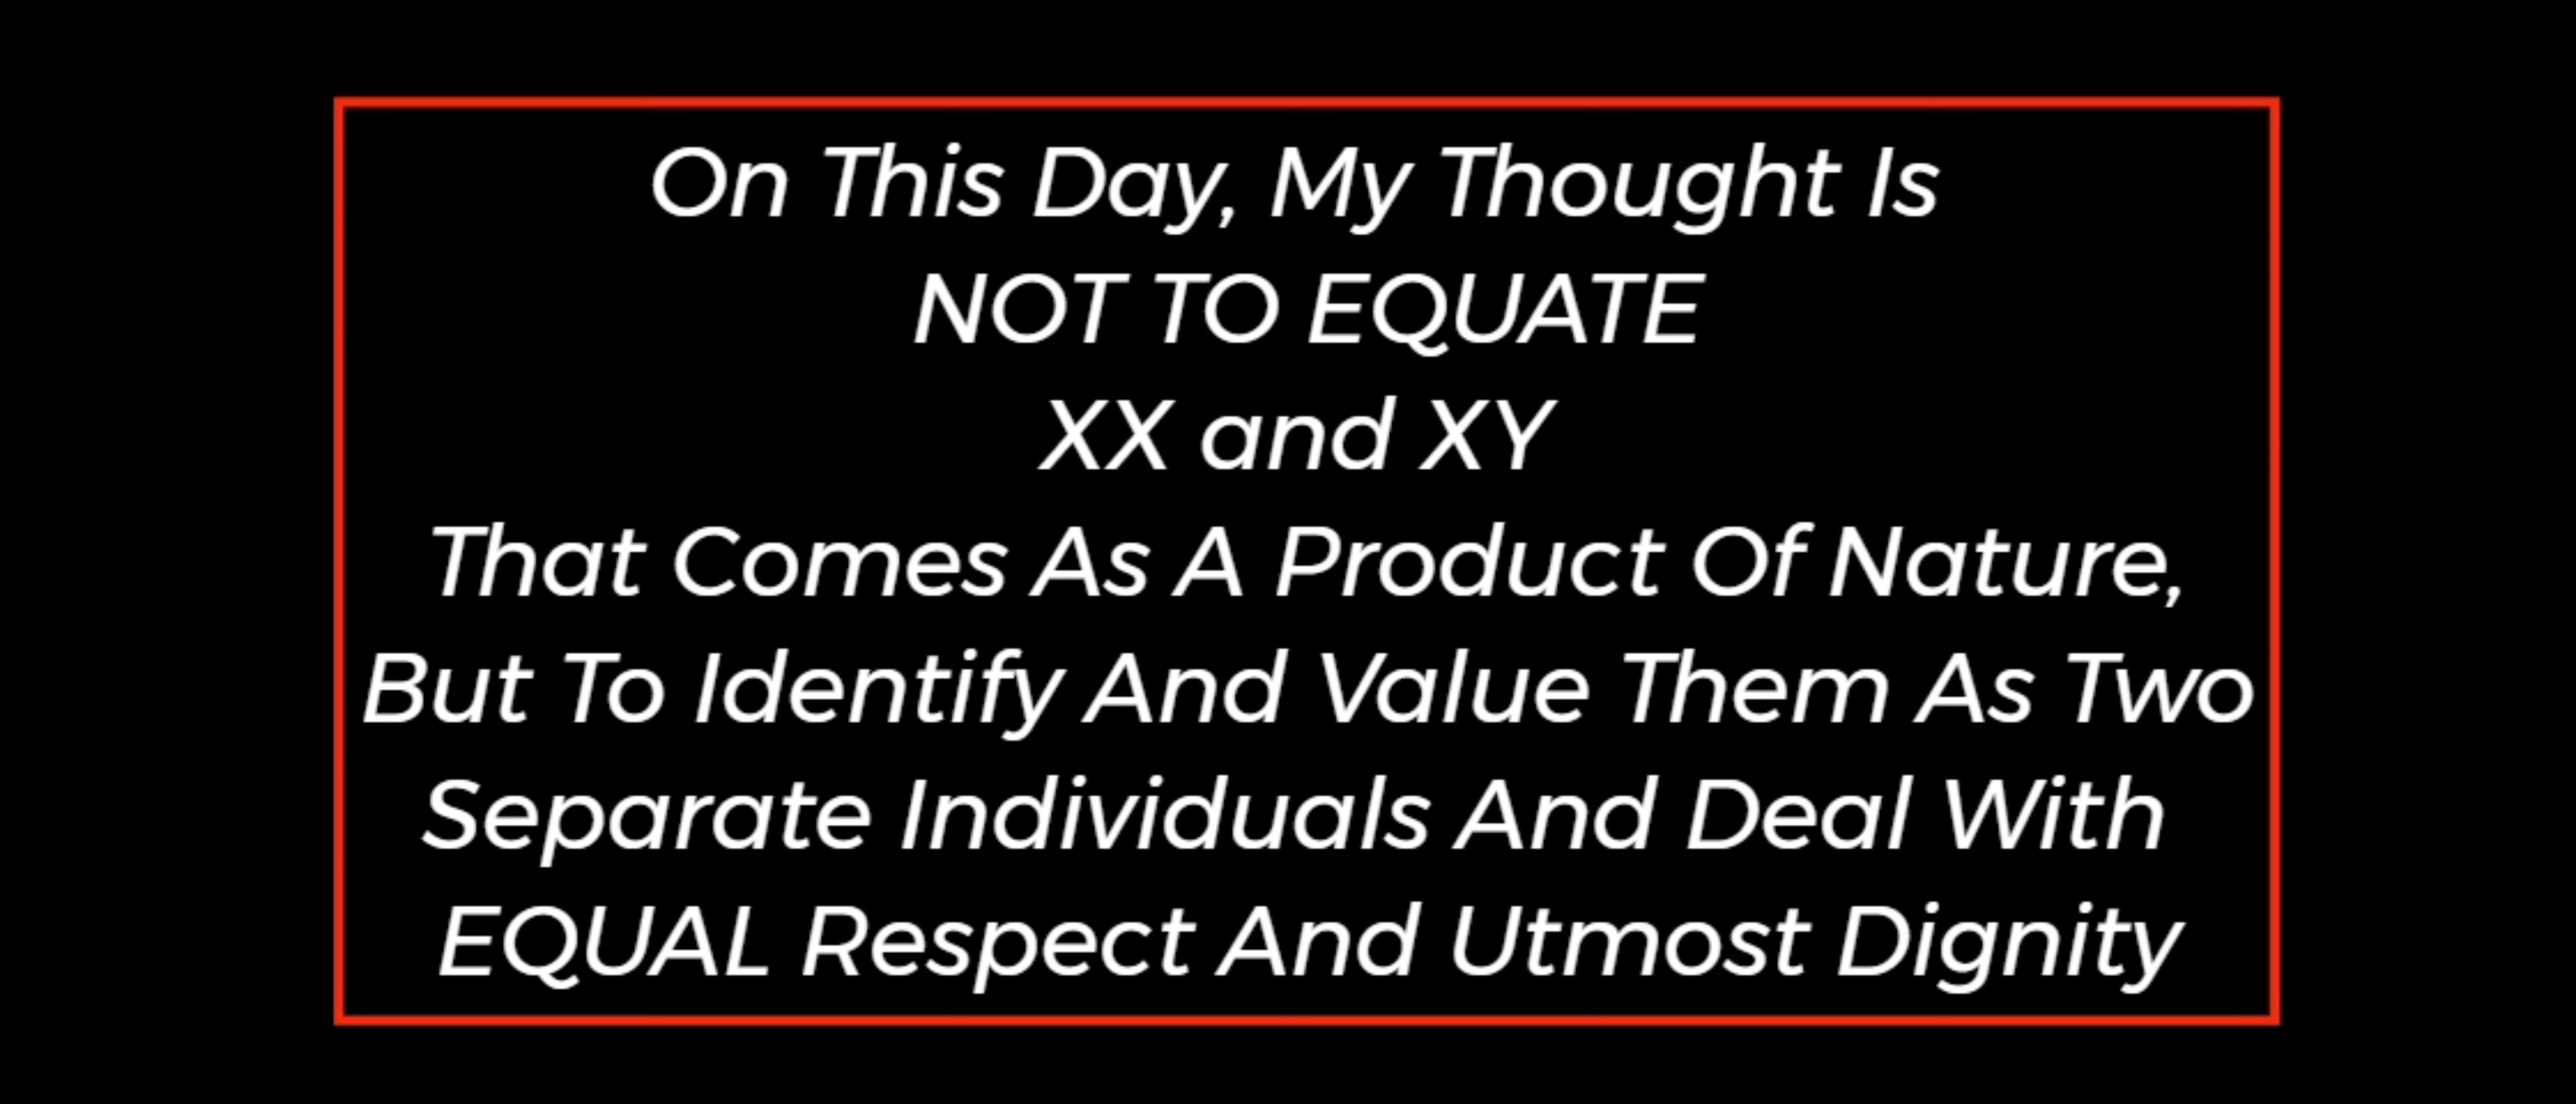 On This Day, My Thought Is
NOT TO EQUATE
XX and XY
That Comes As A Product Of Nature,
But To Identify And Value Them As Two
Separate Individuals And Deal With
EQUAL Respect And Utmost Dignity